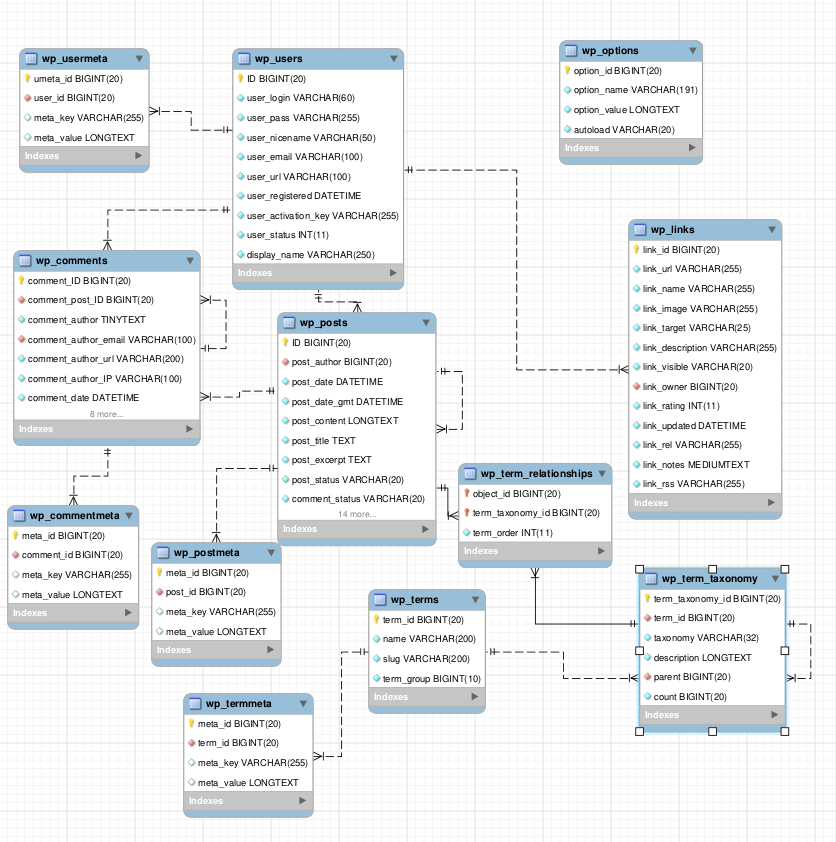 wp_usermeta
umeta_id BIGINT(20)
user_id BIGINT(20)
meta_key VARCHAR(255)
meta_value LONGTEXT
Indexes
wp_users
ID BIGINT(20)
user_login VARCHAR(60)
user_pass VARCHAR(255)
user_nicename VARCHAR(50)
user_email VARCHAR(100)
user_url VARCHAR(100)
user_registered DATETIME
user_activation_key VARCHAR(255)
user_status INT(11)
display_name VARCHAR(250)
Indexes
wp_options
option_id BIGINT(20)
option_name VARCHAR(191)
option_value LONGTEXT
autoload VARCHAR(20)
Indexes
wp_links
link_id BIGINT(20)
link_url VARCHAR(255)
link_name VARCHAR(255)
link_image VARCHAR(255)
link_target VARCHAR(25)
link_description VARCHAR(255)
link_visible VARCHAR(20)
link_owner BIGINT(20)
link_rating INT(11)
link_updated DATETIME
link_rel VARCHAR(255)
link_notes MEDIUMTEXT
link_rss VARCHAR(255)
Indexes
wp_comments
comment_ID BIGINT(20)
comment_post_ID BIGINT(20)
comment_author TINYTEXT
comment_author_email VARCHAR(100)
comment_author_url VARCHAR(200)
comment_author_IP VARCHAR(100)
comment_date DATETIME
8 more...
Indexes
wp_posts
ID BIGINT(20)
post_author BIGINT(20)
post_date DATETIME
post_date_gmt DATETIME
post_content LONGTEXT
post_title TEXT
post_excerpt TEXT
post_status VARCHAR(20)
comment_status VARCHAR(20)
14 more...
Indexes
wp_term_relationships
object_id BIGINT(20)
term_taxonomy_id BIGINT(20)
term_order INT(11)
Indexes
wp_commentmeta
meta_id BIGINT(20)
comment_id BIGINT(20)
meta_key VARCHAR(255)
meta_value LONGTEXT
Indexes
wp_postmeta
meta_id BIGINT(20)
post_id BIGINT(20)
meta_key VARCHAR(255)
meta_value LONGTEXT
Indexes
wp_terms
term_id BIGINT(20)
name VARCHAR(200)
slug VARCHAR(200)
term_group BIGINT(10)
Indexes
wp_term_taxonomy
term_taxonomy_id BIGINT(20)
term_id BIGINT(20)
taxonomy VARCHAR(32)
description LONGTEXT
parent BIGINT(20)
count BIGINT(20)
Indexes
wp_termmeta
meta_id BIGINT(20)
term_id BIGINT(20)
meta_key VARCHAR(255)
meta_value LONGTEXT
Indexes